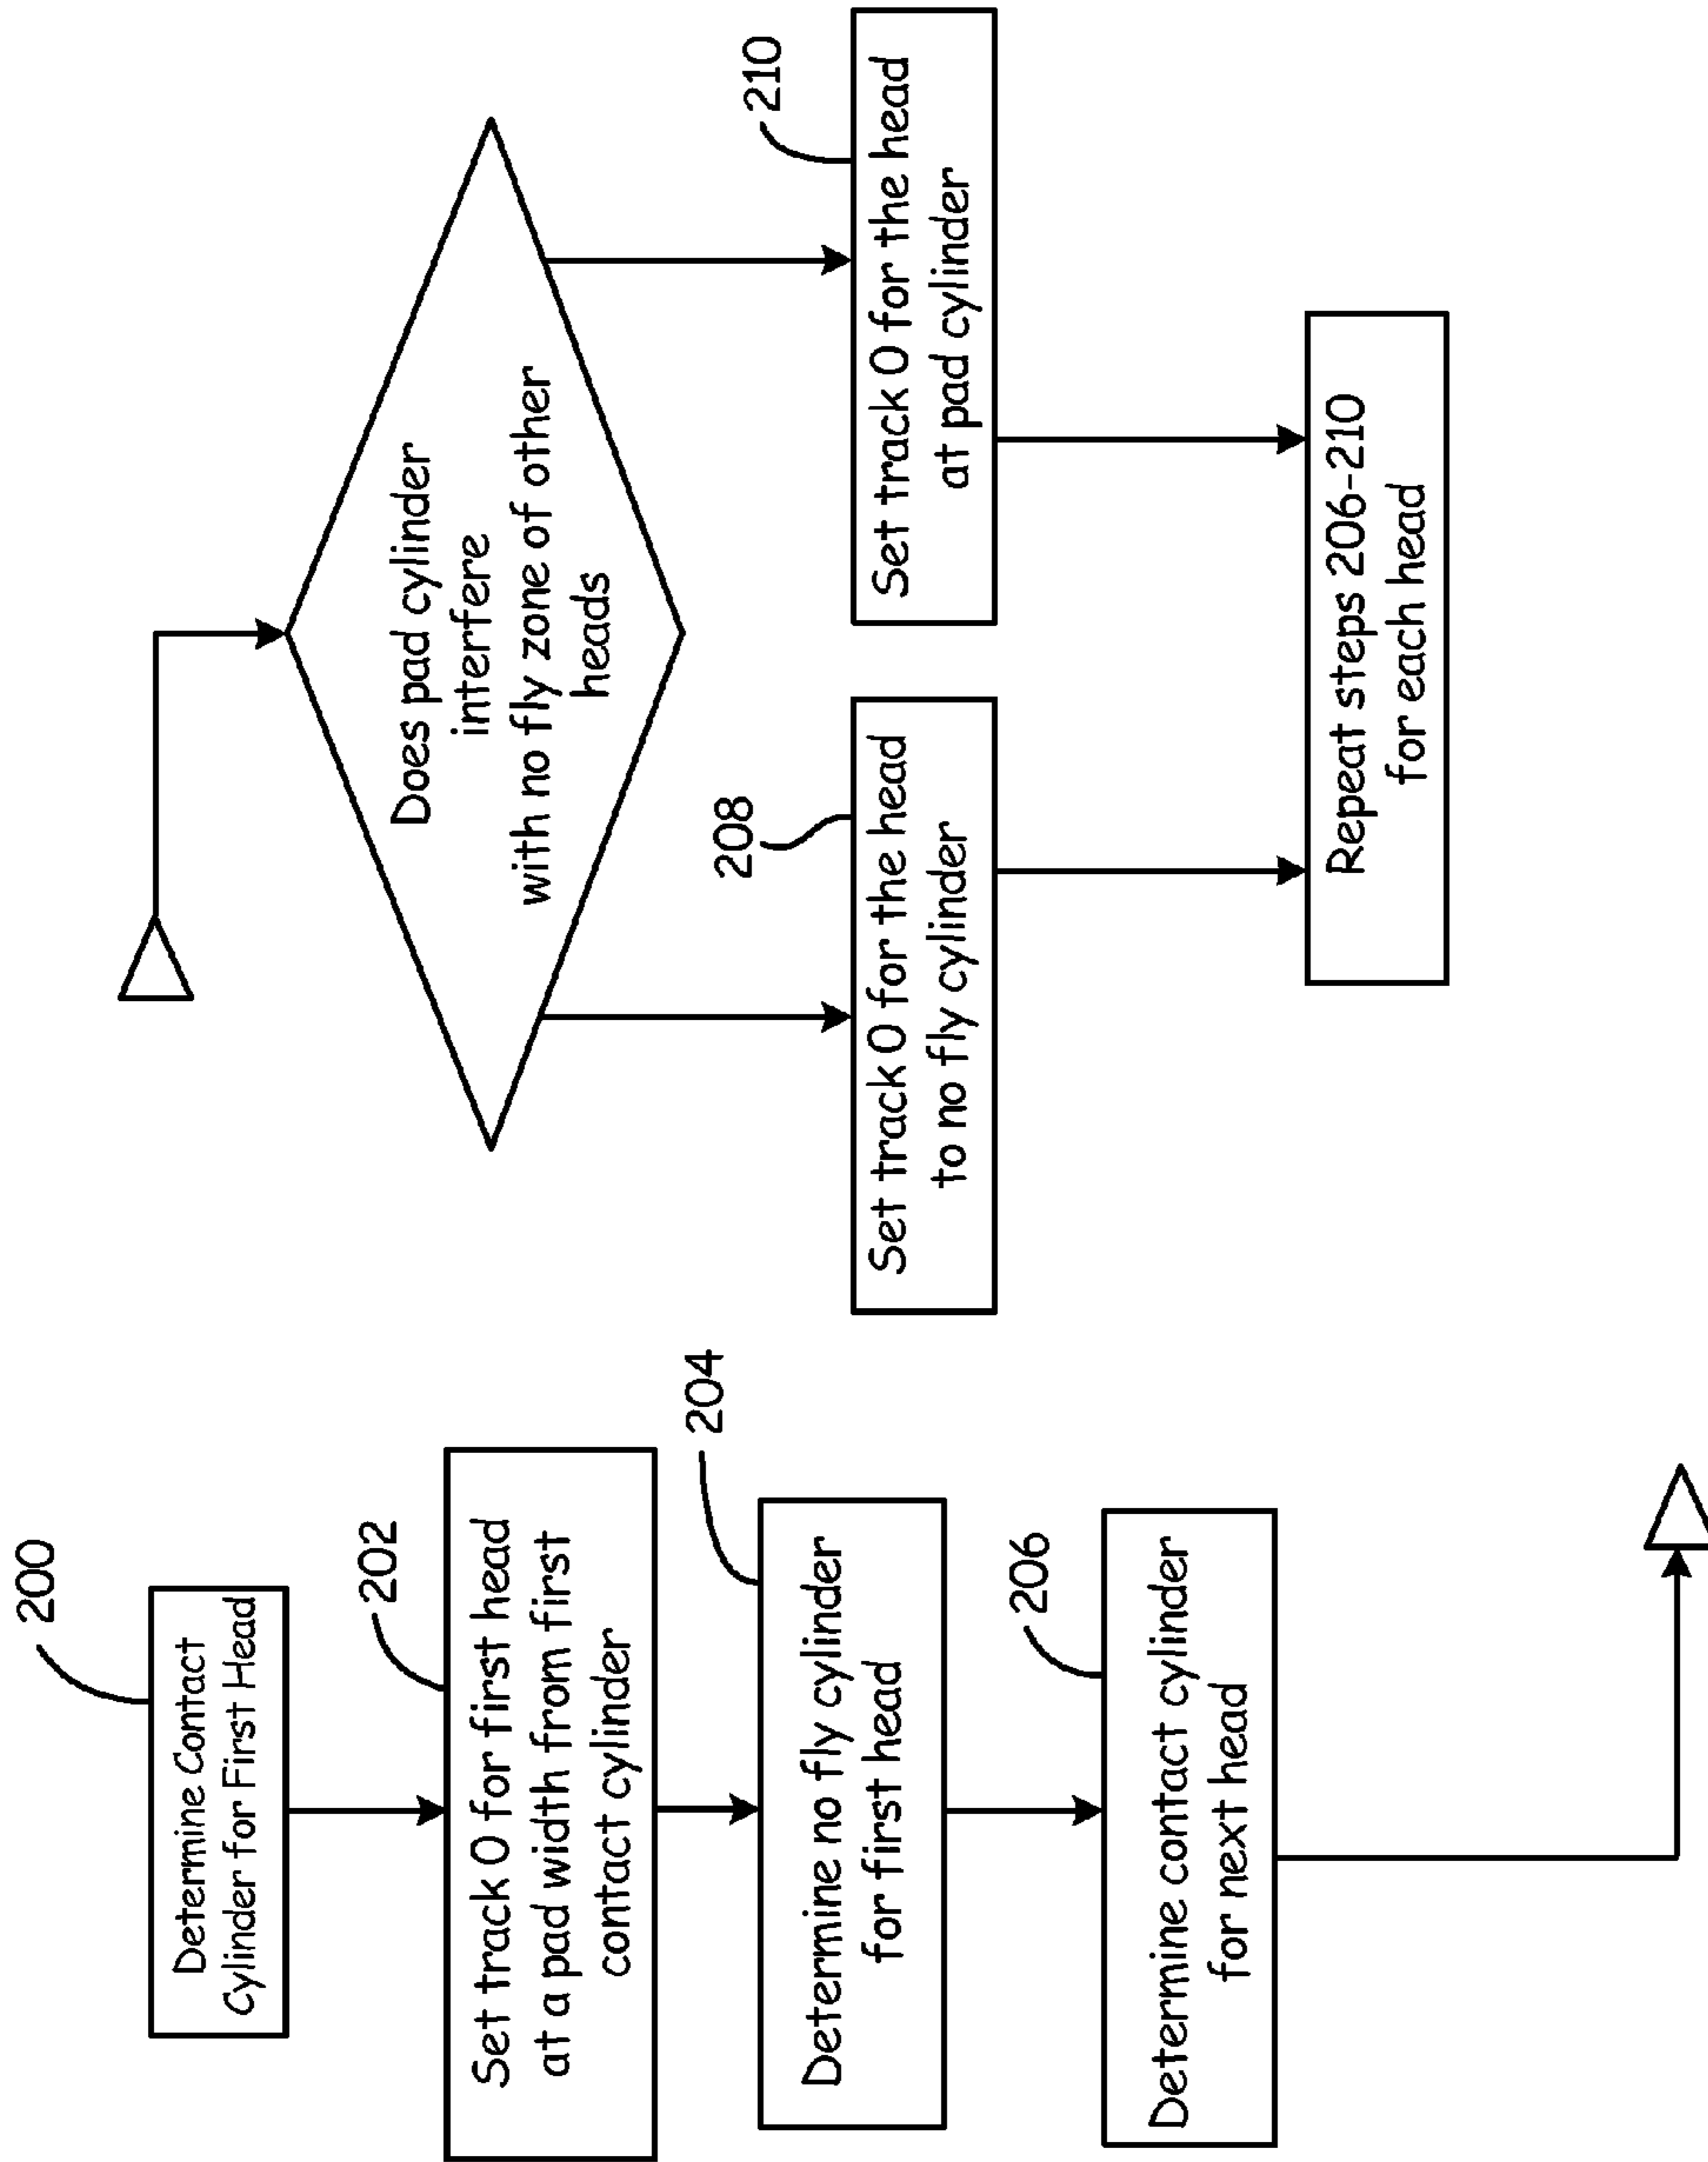 200
Determine Contact
Cylinder for First Head
202
Set track 0 for first head
at a pad width from first
contact cylinder
204
Determine no fly cylinder
for first head
206
Determine contact cylinder
for next head
Does pad cylinder
interfere
with no fly zone of other
heads
208
Set track 0 for the head
to no fly cylinder
210
Set track 0 for the head
at pad cylinder
Repeat steps 206-210
for each head